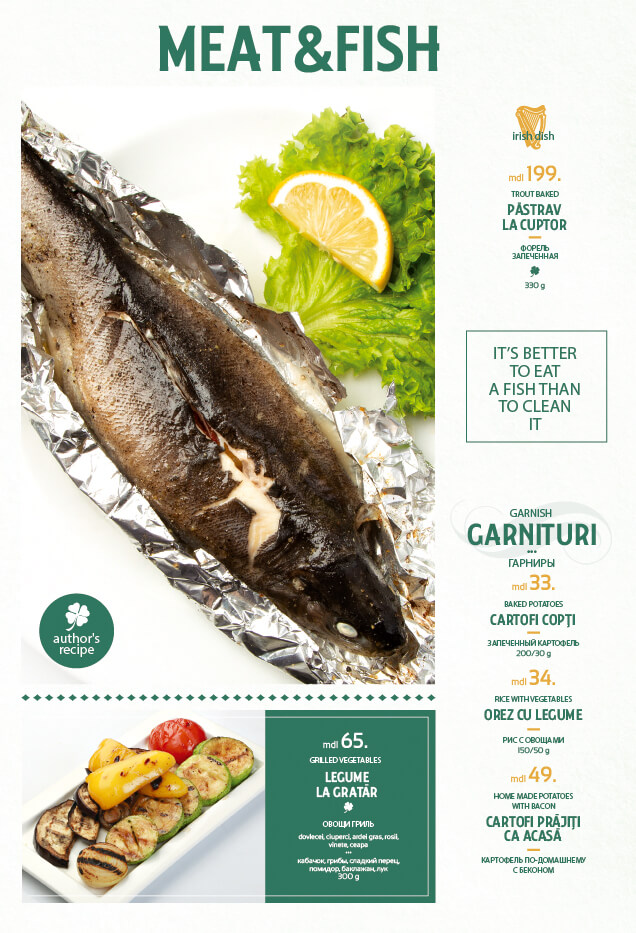 MEAT&FISH
irish dish
mdl 199.
TROUT BAKED
PĂSTRAV
LA CUPTOR
ФОРЕЛЬ
ЗАПЕЧЕННАЯ
330 g
IT'S BETTER
TO EAT
A FISH THAN
TO CLEAN
IT
GARNISH
GARNITURI
ГАРНИРЫ
mdl 33.
BAKED POTATOES
CARTOFI COPȚI
ЗАПЕЧЕННЫЙ КАРТОФЕЛЬ
200/30 g
mdl 34.
RICE WITH VEGETABLES
OREZ CU LEGUME
РИС С ОВОЩАМИ
150/50 g
mdl 49.
HOME MADE POTATOES
WITH BACON
CARTOFI PRĂJIȚI
CA ACASĂ
КАРТОФЕЛЬ ПО-ДОМАШНЕМУ
С БЕКОНОМ
author's
recipe
mdl 65.
GRILLED VEGETABLES
LEGUME
LA GRATĂR
ОВОЩИ ГРИЛЬ
dovlecel, ciuperci, ardei gras, rosii,
vinete, ceapa
кабачок, грибы, сладкий перец,
помидор, баклажан, лук
300 g